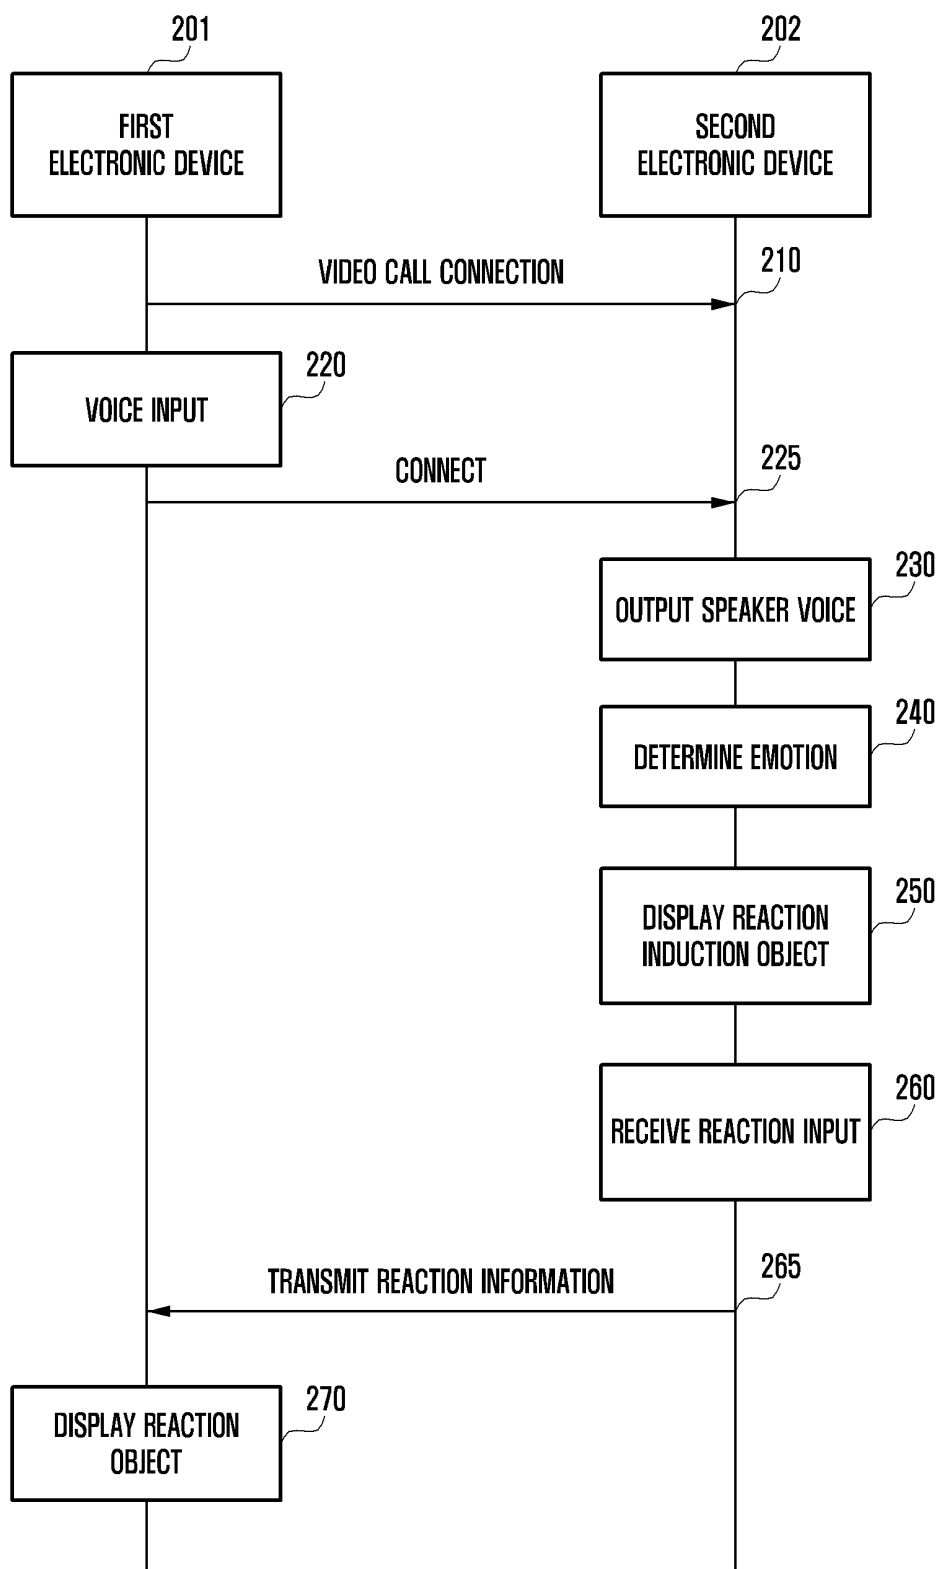 201
202
FIRST
ELECTRONIC DEVICE
SECOND
ELECTRONIC DEVICE
VIDEO CALL CONNECTION
210
220
VOICE INPUT
CONNECT
225
230
OUTPUT SPEAKER VOICE
240
DETERMINE EMOTION
250
DISPLAY REACTION
INDUCTION OBJECT
260
RECEIVE REACTION INPUT
TRANSMIT REACTION INFORMATION
265
270
DISPLAY REACTION
OBJECT